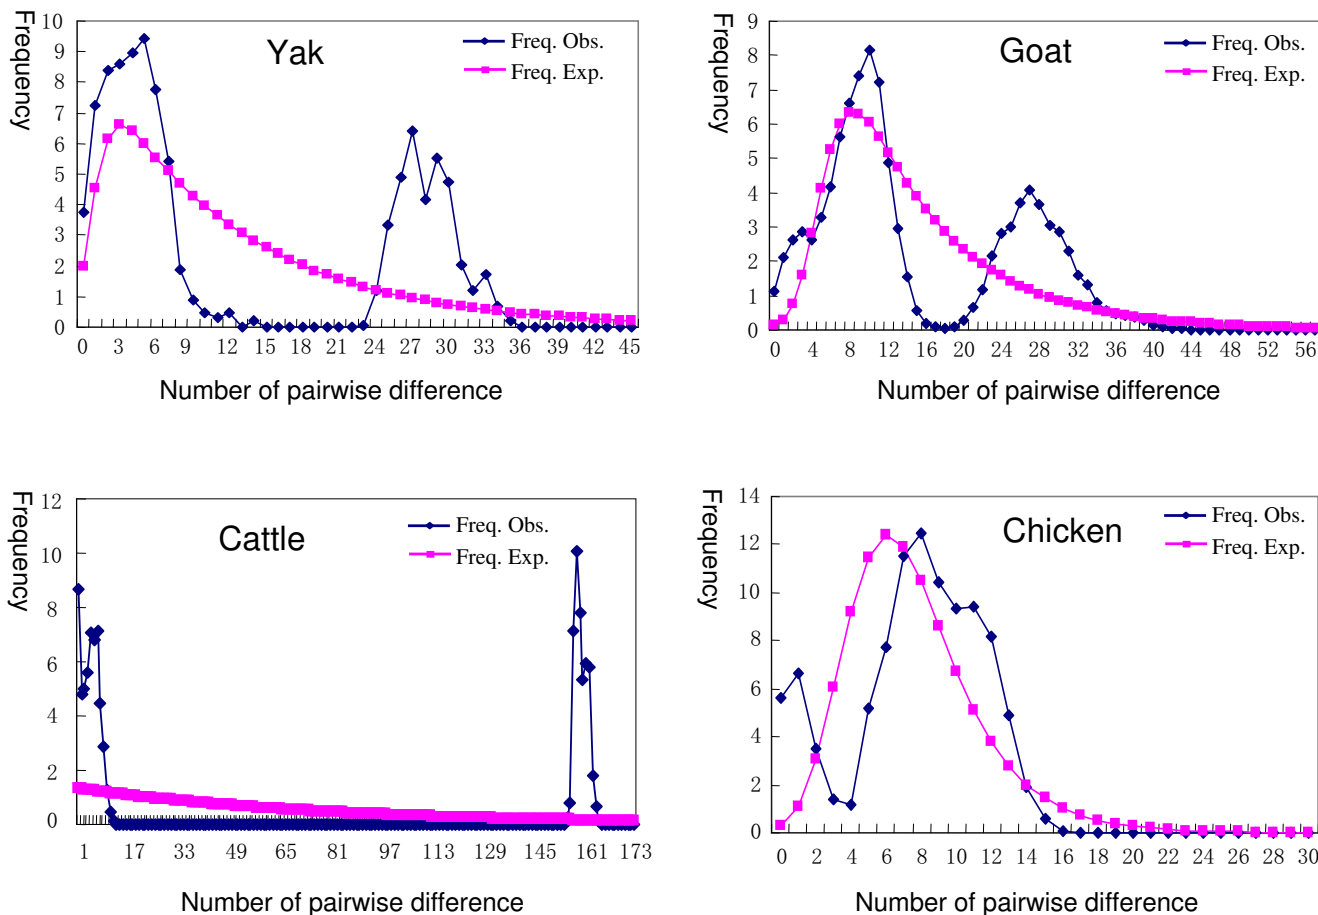 Frequency
Yak
Freq. Obs.
Freq. Exp.
10
9
8
7
6
5
4
3
2
1
0
0 3 6 9 12 15 18 21 24 27 30 33 36 39 42 45
Number of pairwise difference
Frequency
Goat
Freq. Obs.
Freq. Exp.
9
8
7
6
5
4
3
2
1
0
0 4 8 12 16 20 24 28 32 36 40 44 48 52 56
Number of pairwise difference
Frequency
Cattle
Freq. Obs.
Freq. Exp.
12
10
8
6
4
2
0
1 17 33 49 65 81 97 113 129 145 161 173
Number of pairwise difference
Frequency
Chicken
Freq. Obs.
Freq. Exp.
14
12
10
8
6
4
2
0
0 2 4 6 8 10 12 14 16 18 20 22 24 26 28 30
Number of pairwise difference